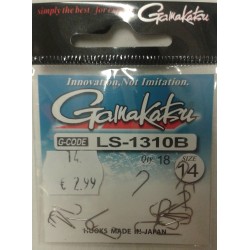 simply the best for
Gamakatsu
Innovation, Not Imitation.
Gamakatsu
G-CODE LS-1310B
Qty 18 SIZE 14
14.
€ 2.99
HOOKS MADE IN JAPAN